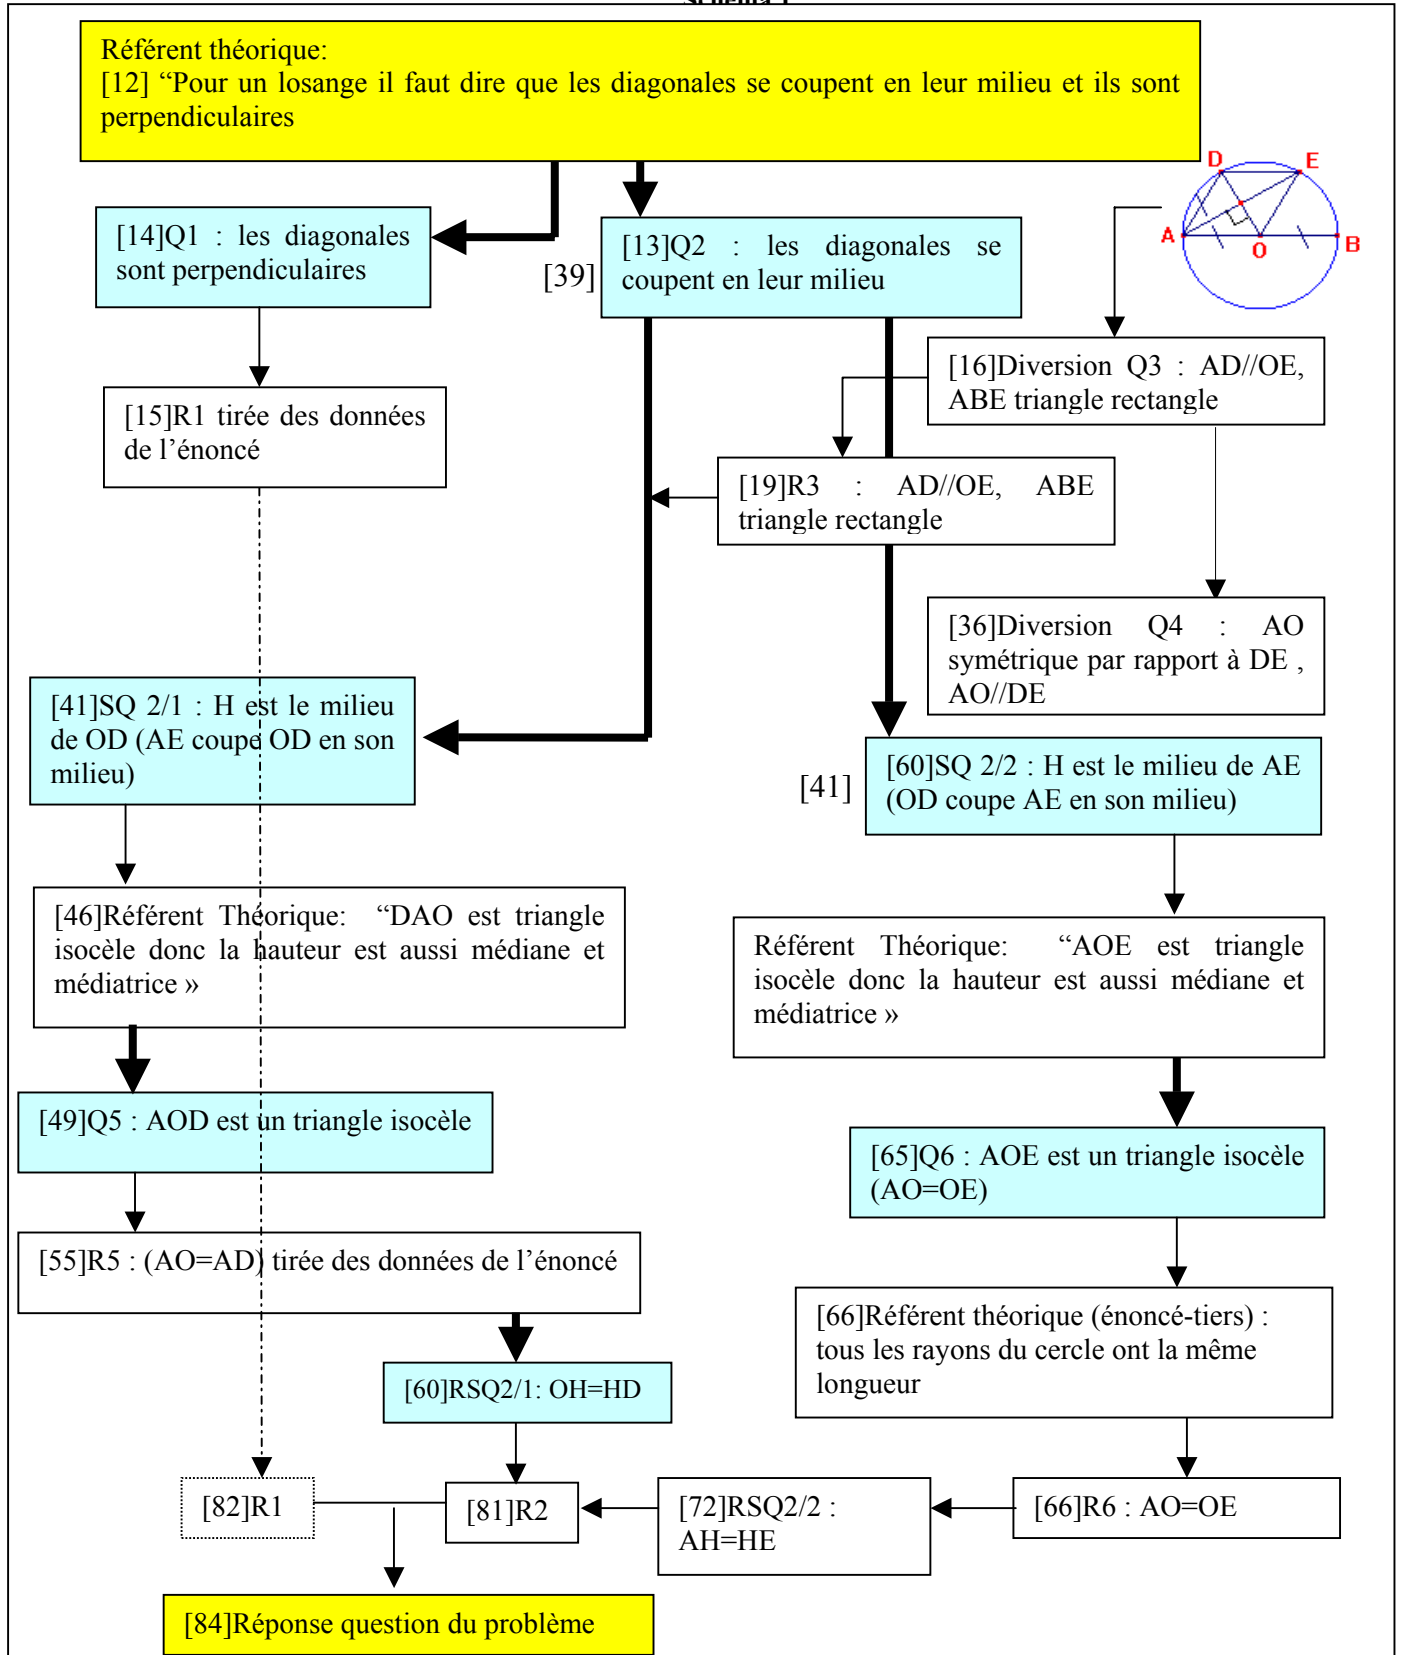 Référent théorique:
[12] “Pour un losange il faut dire que les diagonales se coupent en leur milieu et ils sont
perpendiculaires
D E
A O B
[14]Q1 : les diagonales
sont perpendiculaires
[39]
[13]Q2 : les diagonales se
coupent en leur milieu
[16]Diversion Q3 : AD//OE,
ABE triangle rectangle
[15]R1 tirée des données
de l’énoncé
[19]R3 : AD//OE, ABE
triangle rectangle
[36]Diversion Q4 : AO
symétrique par rapport à DE ,
AO//DE
[41]SQ 2/1 : H est le milieu
de OD (AE coupe OD en son
milieu)
[41]
[60]SQ 2/2 : H est le milieu de AE
(OD coupe AE en son milieu)
[46]Référent Théorique: “DAO est triangle
isocèle donc la hauteur est aussi médiane et
médiatrice »
Référent Théorique: “AOE est triangle
isocèle donc la hauteur est aussi médiane et
médiatrice »
[49]Q5 : AOD est un triangle isocèle
[65]Q6 : AOE est un triangle isocèle
(AO=OE)
[55]R5 : (AO=AD) tirée des données de l’énoncé
[66]Référent théorique (énoncé-tiers) :
tous les rayons du cercle ont la même
longueur
[60]RSQ2/1: OH=HD
[82]R1
[81]R2
[72]RSQ2/2 :
AH=HE
[66]R6 : AO=OE
[84]Réponse question du problème